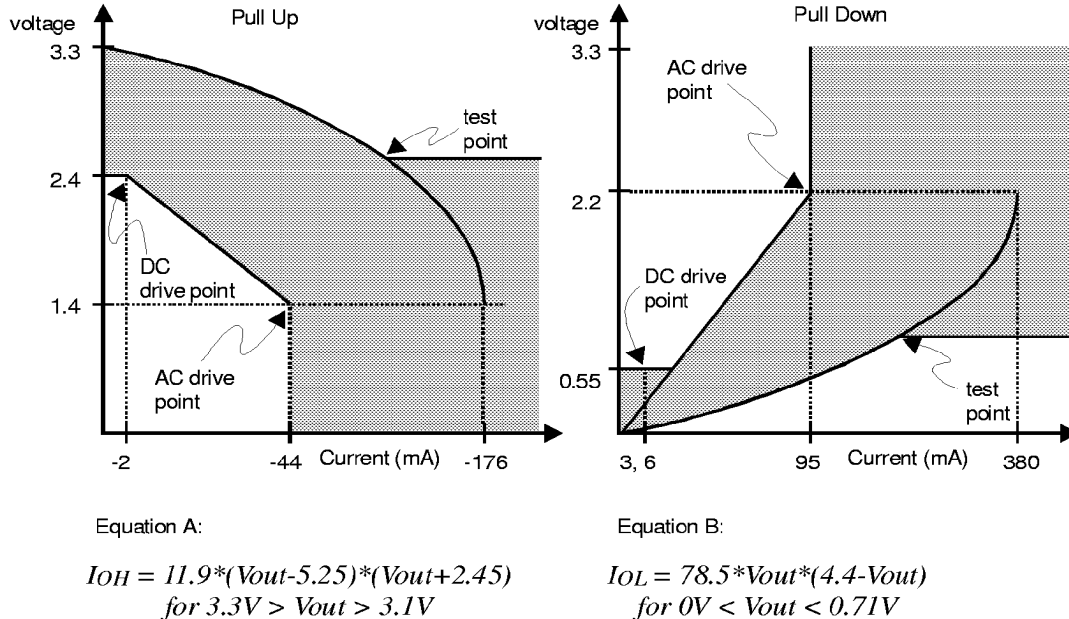 Pull Up
voltage
3.3
test
point
2.4
DC
drive point
1.4
AC drive
point
-2
-44
Current (mA)
-176
Equation A:
IOH = 11.9*(Vout-5.25)*(Vout+2.45)
for 3.3V > Vout > 3.1V
Pull Down
voltage
3.3
AC drive
point
2.2
DC drive
point
0.55
test
point
3, 6
95
Current (mA)
380
Equation B:
IOL = 78.5*Vout*(4.4-Vout)
for 0V < Vout < 0.71V